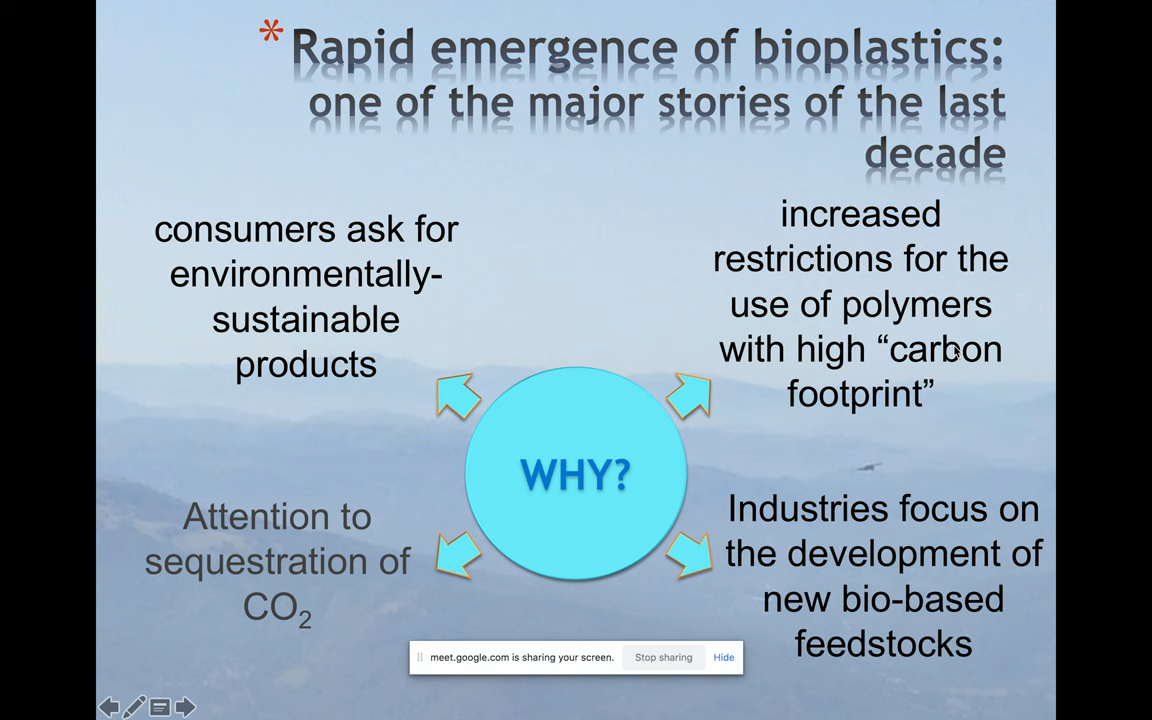 * Rapid emergence of bioplastics:
one of the major stories of the last
decade
consumers ask for
environmentally-
sustainable
products
increased
restrictions for the
use of polymers
with high “carbon
footprint”
WHY?
Attention to
sequestration of
CO₂
Industries focus on
the development of
new bio-based
feedstocks
meet.google.com is sharing your screen. Stop sharing Hide